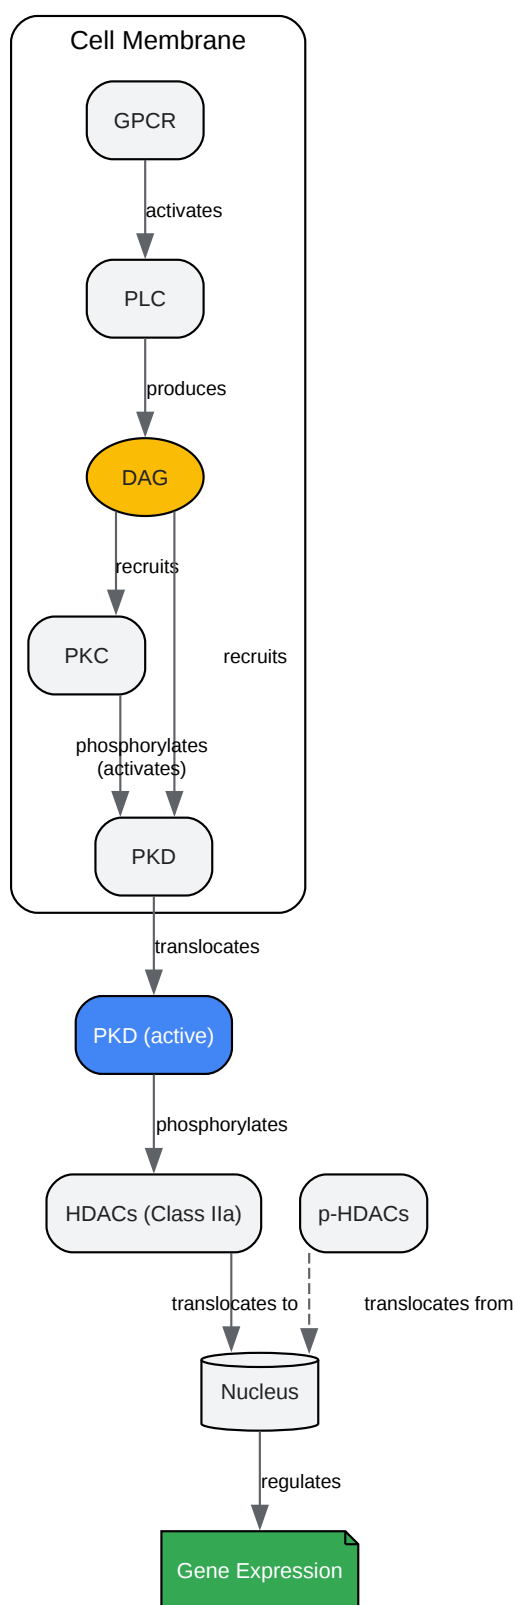 Cell Membrane
GPCR
activates
PLC
produces
DAG
recruits
PKC
recruits
phosphorylates
(activates)
PKD
translocates
PKD (active)
phosphorylates
HDACs (Class IIa)
p-HDACs
translocates to
translocates from
Nucleus
regulates
Gene Expression